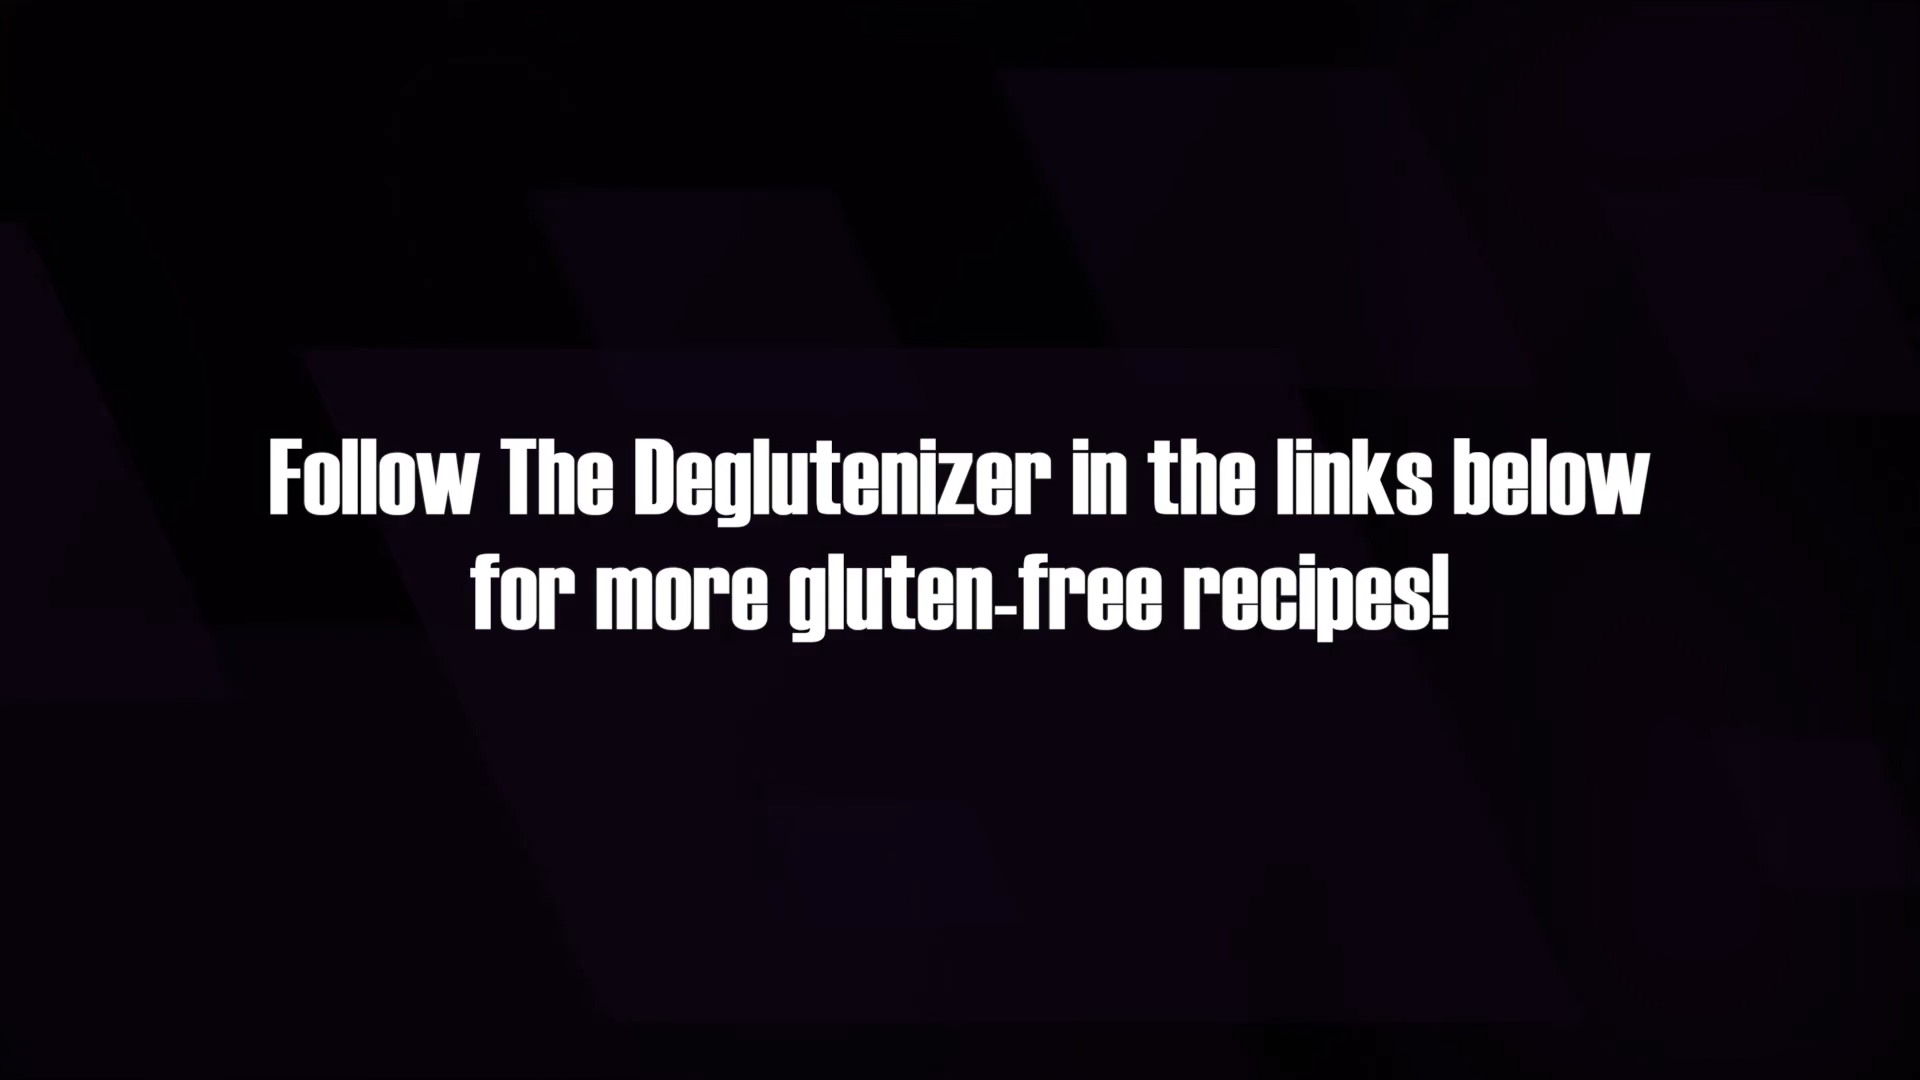 Follow The Deglutenizer in the links below
for more gluten-free recipes!